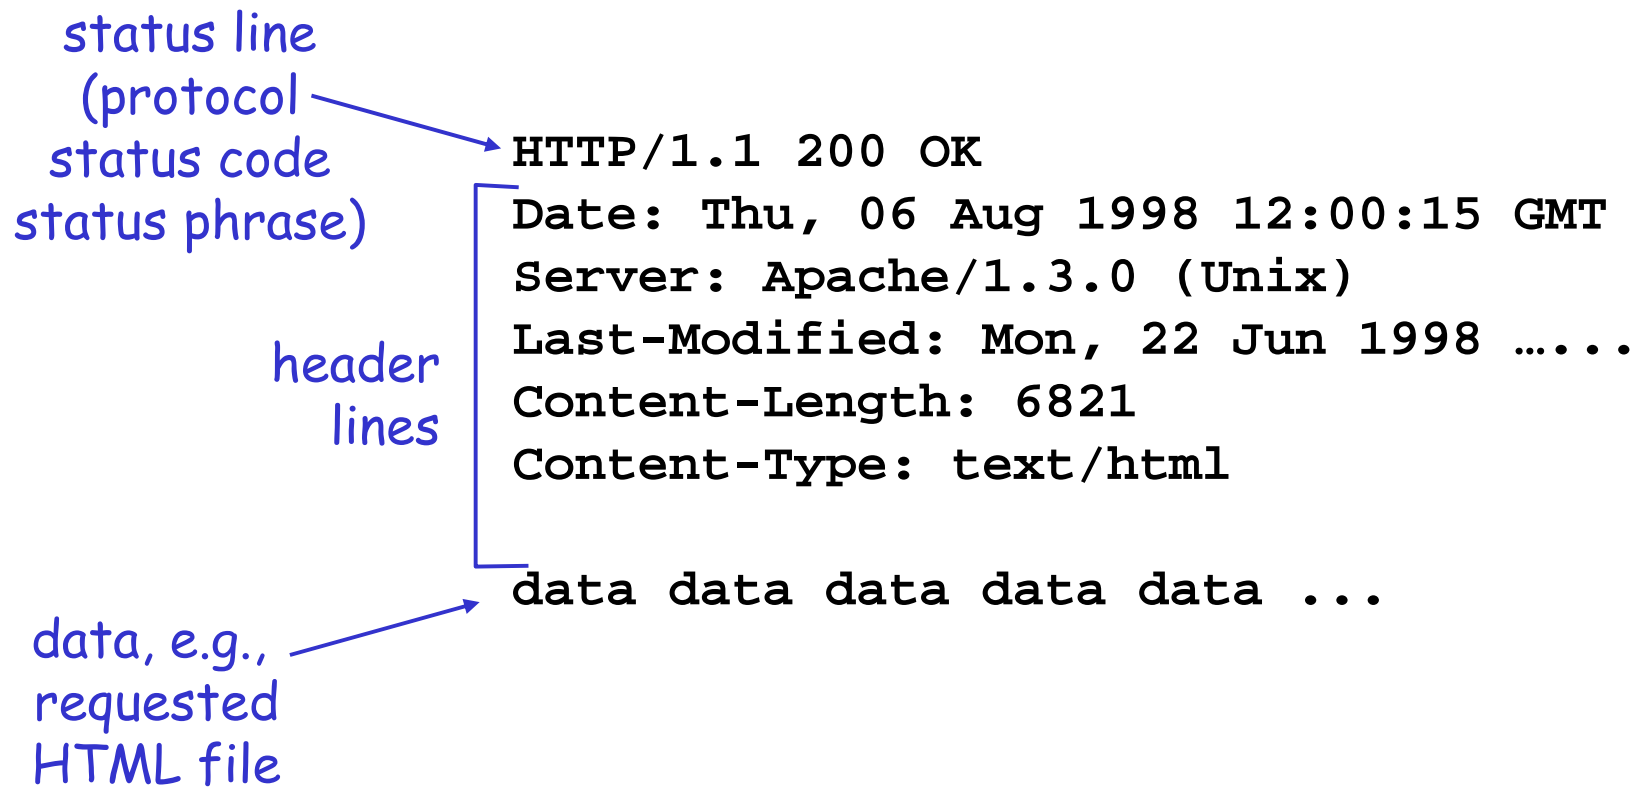 status line
(protocol
status code
status phrase)
HTTP/1.1 200 OK
Date: Thu, 06 Aug 1998 12:00:15 GMT
Server: Apache/1.3.0 (Unix)
Last-Modified: Mon, 22 Jun 1998 …...
Content-Length: 6821
Content-Type: text/html
header
lines
data data data data data ...
data, e.g.,
requested
HTML file